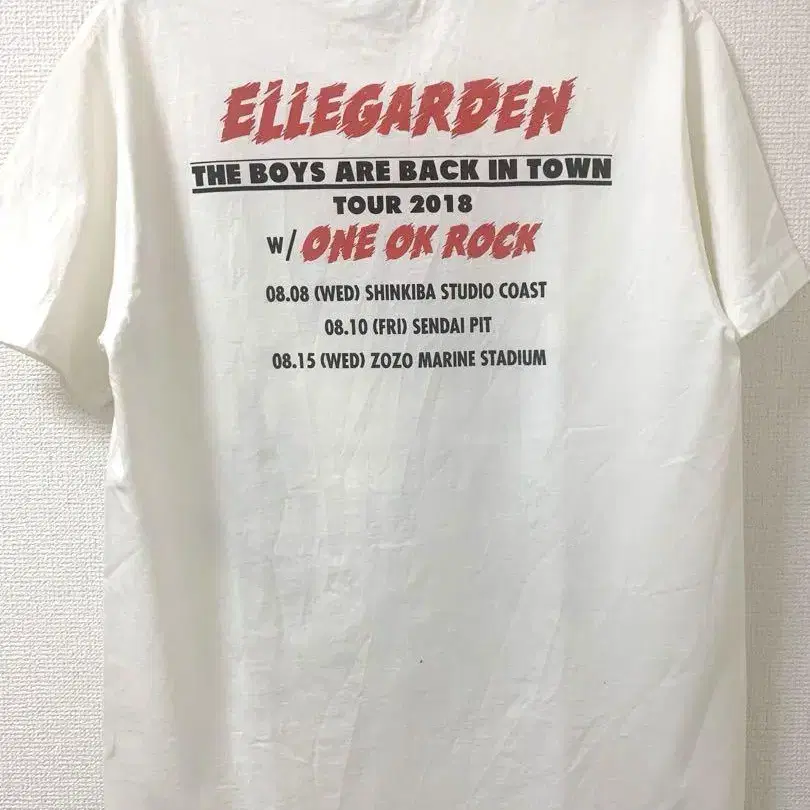 ELLEGARDEN
THE BOYS ARE BACK IN TOWN
TOUR 2018
w/ ONE OK ROCK
08.08 (WED) SHINKIBA STUDIO COAST
08.10 (FRI) SENDAI PIT
08.15 (WED) ZOZO MARINE STADIUM